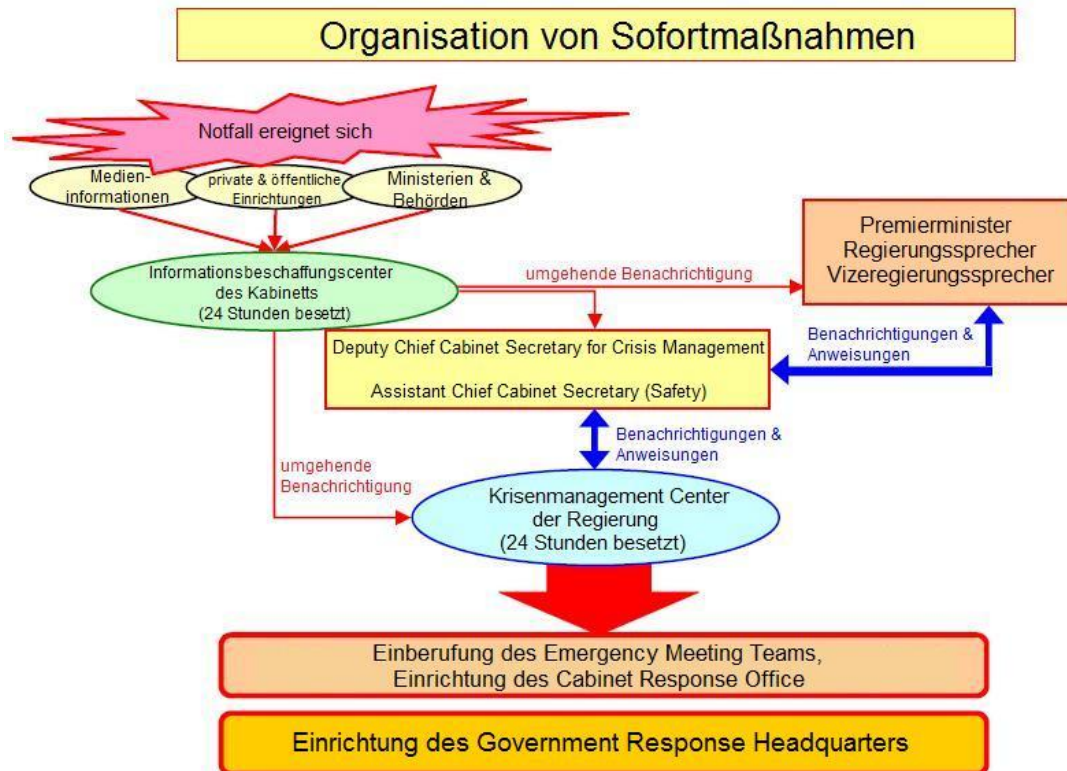 Organisation von Sofortmaßnahmen
Notfall ereignet sich
Medien-
informationen
private & öffentliche
Einrichtungen
Ministerien &
Behörden
Informationsbeschaffungscenter
des Kabinetts
(24 Stunden besetzt)
umgehende Benachrichtigung
Premierminister
Regierungssprecher
Vizeregierungssprecher
Deputy Chief Cabinet Secretary for Crisis Management
Assistant Chief Cabinet Secretary (Safety)
Benachrichtigungen &
Anweisungen
Benachrichtigungen &
Anweisungen
umgehende
Benachrichtigung
Krisenmanagement Center
der Regierung
(24 Stunden besetzt)
Einberufung des Emergency Meeting Teams,
Einrichtung des Cabinet Response Office
Einrichtung des Government Response Headquarters